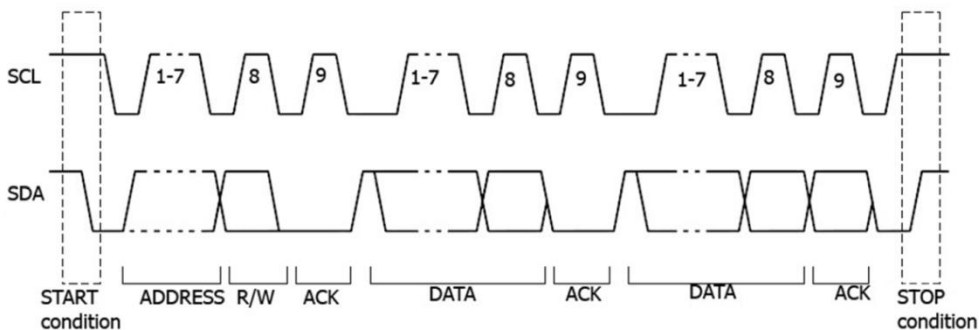 SCL 1-7 8 9 1-7 8 9 1-7 8 9
SDA
START ADDRESS R/W ACK DATA ACK DATA ACK STOP
condition condition